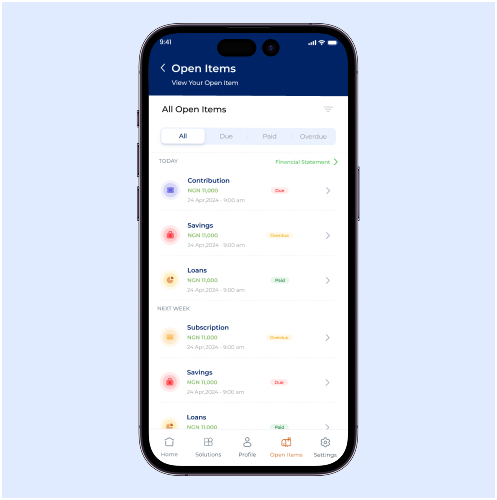 9:41
Open Items
View Your Open Item
All Open Items
All Due Paid Overdue
TODAY Financial Statement
Contribution
NGN 11,000 Due
24 Apr,2024 - 9:00 am
Savings
NGN 11,000 Overdue
24 Apr,2024 - 9:00 am
Loans
NGN 11,000 Paid
24 Apr,2024 - 9:00 am
NEXT WEEK
Subscription
NGN 11,000 Overdue
24 Apr,2024 - 9:00 am
Savings
NGN 11,000 Due
24 Apr,2024 - 9:00 am
Loans
NGN 11,000 Paid
Home Solutions Profile Open Items Settings